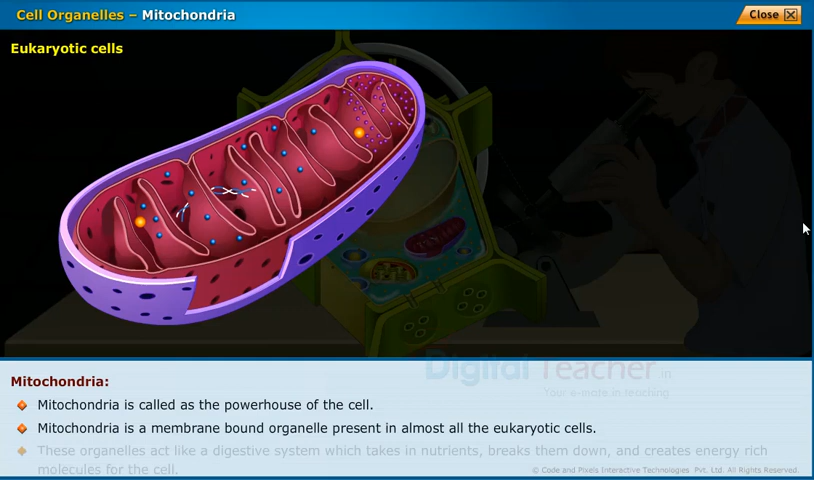 Cell Organelles – Mitochondria
Close
Eukaryotic cells
Digital Teacher.in
Your e-mate in teaching
Mitochondria:
Mitochondria is called as the powerhouse of the cell.
Mitochondria is a membrane bound organelle present in almost all the eukaryotic cells.
These organelles act like a digestive system which takes in nutrients, breaks them down, and creates energy rich
molecules for the cell.
© Code and Pixels Interactive Technologies Pvt. Ltd. All Rights Reserved.